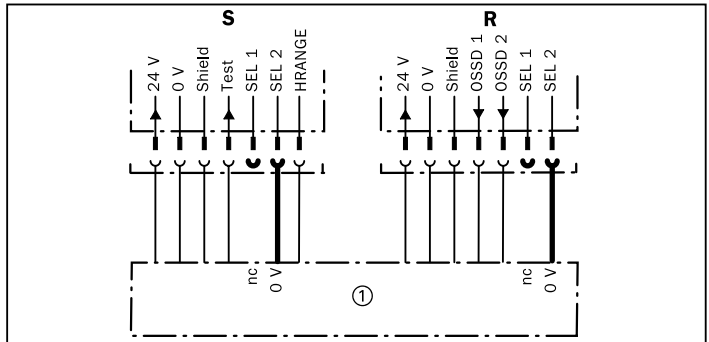 S
R
24 V
0 V
Shield
Test
SEL 1
SEL 2
HRANGE
24 V
0 V
Shield
OSSD 1
OSSD 2
SEL 1
SEL 2
nc
0 V
nc
0 V
①